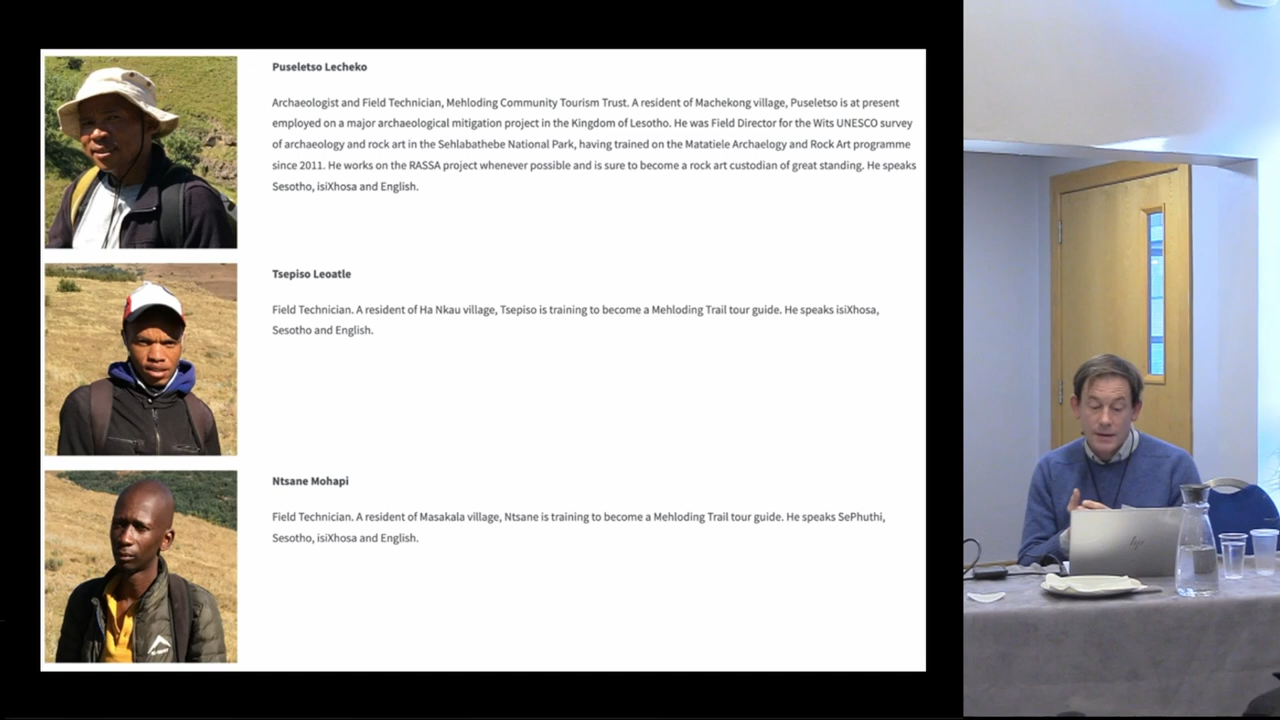 Puseletso Lecheko
Archaeologist and Field Technician, Mehloding Community Tourism Trust. A resident of Machekong village, Puseletso is at present
employed on a major archaeological mitigation project in the Kingdom of Lesotho. He was Field Director for the Wits UNESCO survey
of archaeology and rock art in the Sehlabathebe National Park, having trained on the Matatiele Archaelogy and Rock Art programme
since 2011. He works on the RASSA project whenever possible and is sure to become a rock art custodian of great standing. He speaks
Sesotho, isiXhosa and English.
Tsepiso Leoatle
Field Technician. A resident of Ha Nkau village, Tsepiso is training to become a Mehloding Trail tour guide. He speaks isiXhosa,
Sesotho and English.
Ntsane Mohapi
Field Technician. A resident of Masakala village, Ntsane is training to become a Mehloding Trail tour guide. He speaks SePhuthi,
Sesotho, isiXhosa and English.
hp